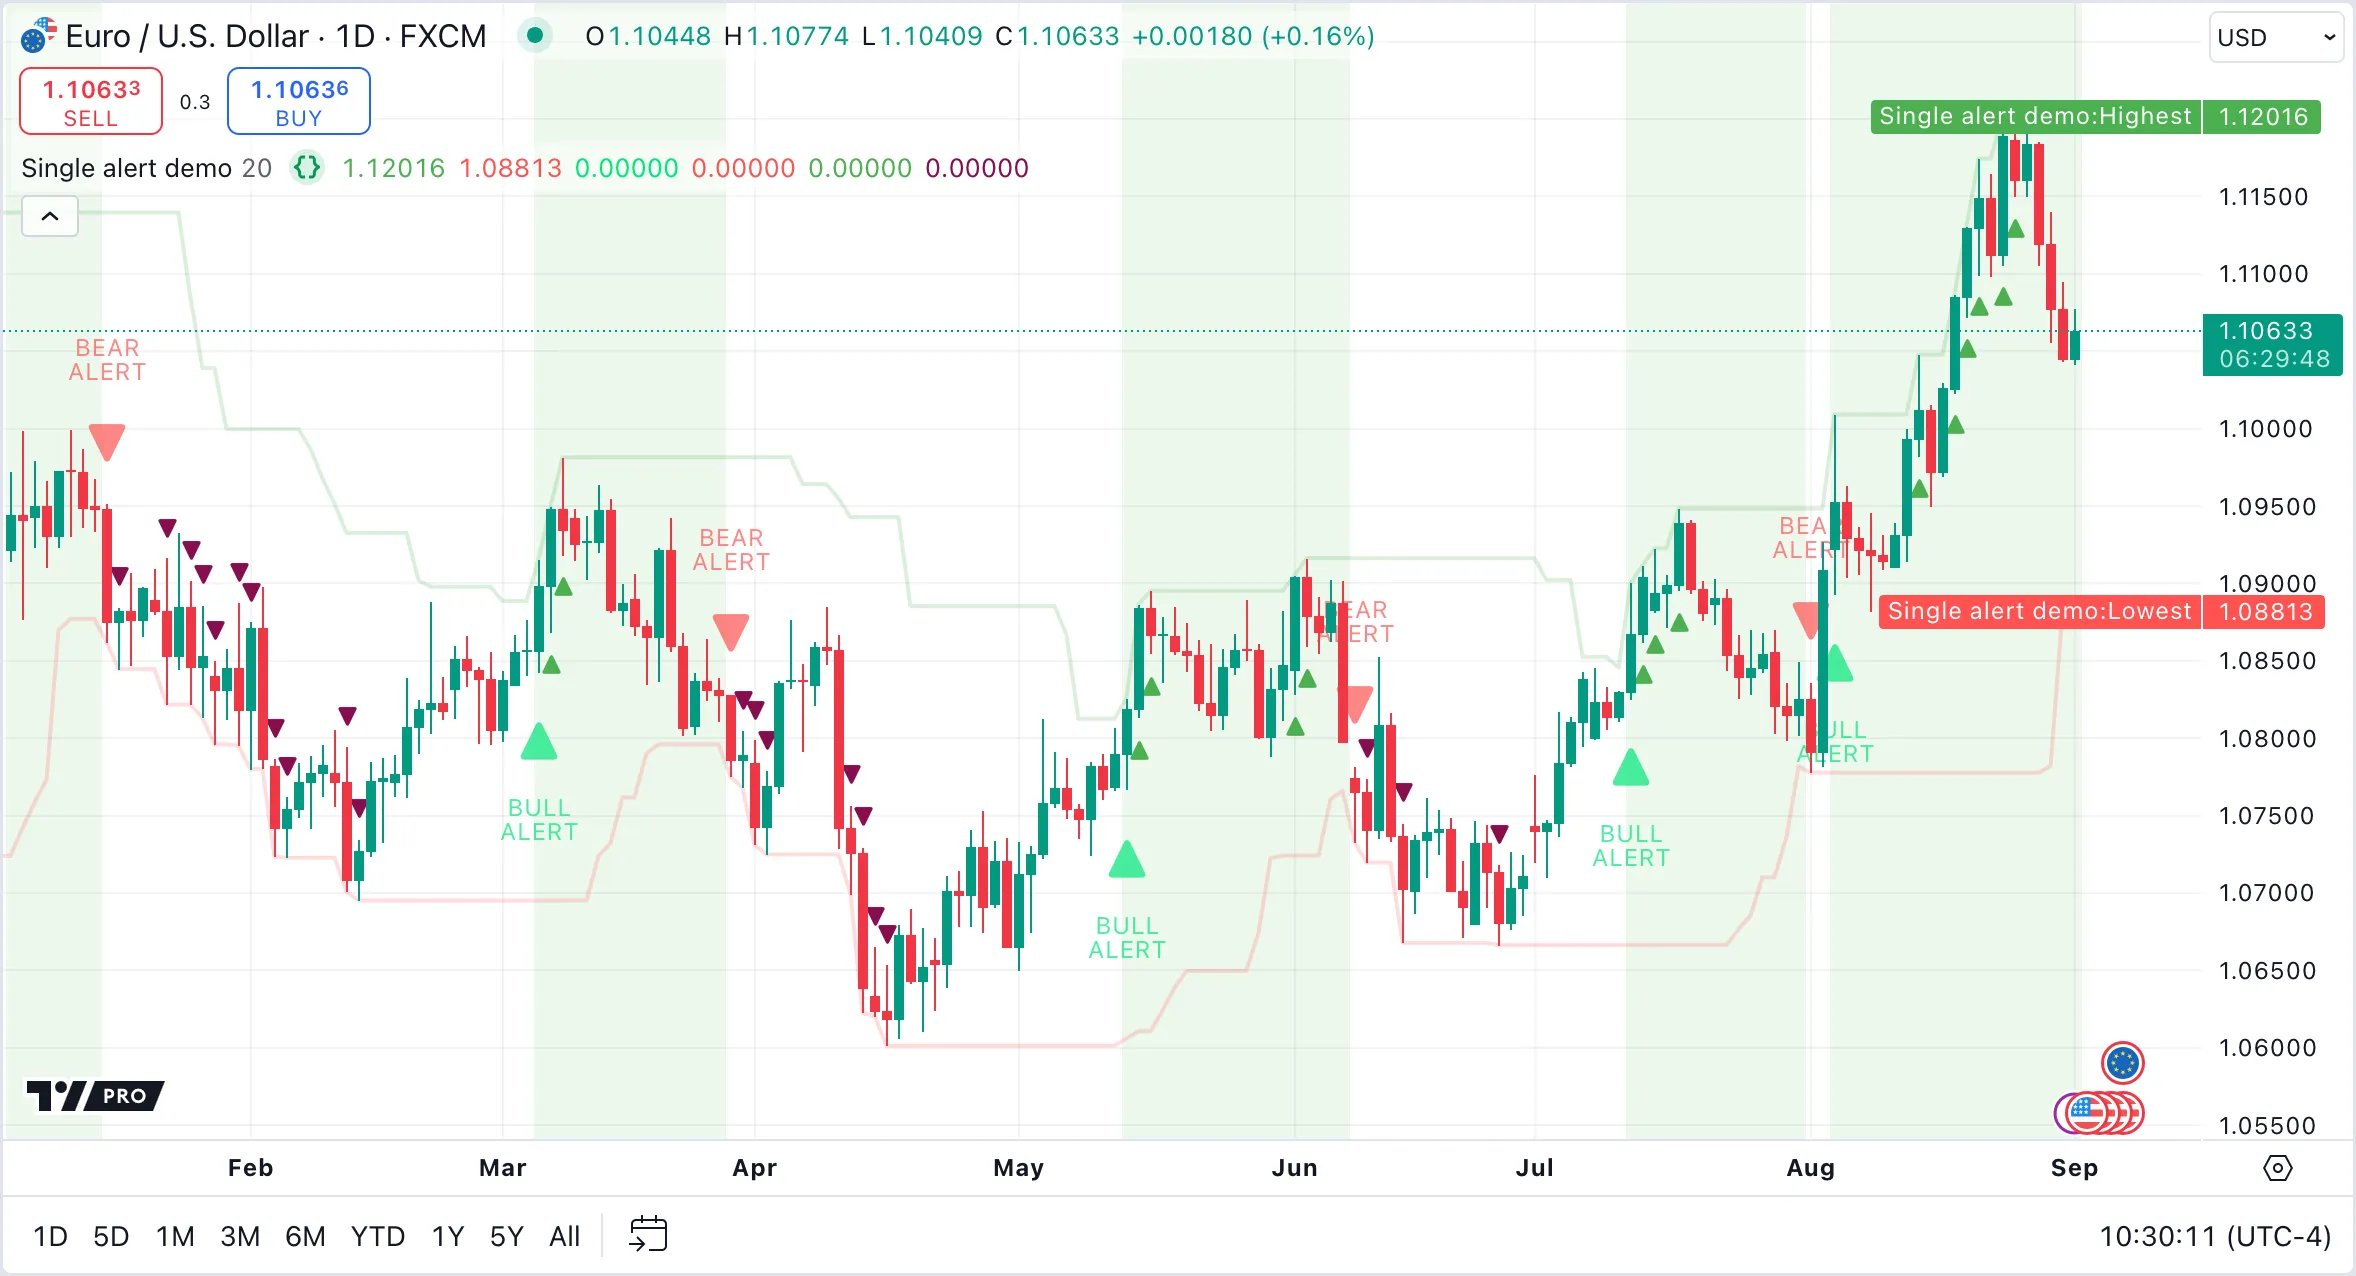 Euro / U.S. Dollar · 1D · FXCM O1.10448 H1.10774 L1.10409 C1.10633 +0.00180 (+0.16%)
USD
1.10633 0.3 1.10636
SELL BUY
Single alert demo:Highest 1.12016
Single alert demo 20 {} 1.12016 1.08813 0.00000 0.00000 0.00000 0.00000
1.11500
1.11000
1.10633
06:29:48
BEAR
ALERT
1.10000
1.09500
BEAR
ALERT
BEAR
ALERT
1.09000
Single alert demo:Lowest 1.08813
BEAR
ALERT
1.08500
1.08000
BULL
ALERT
1.07500
BULL
ALERT
BULL
ALERT
1.07000
BULL
ALERT
1.06500
1.06000
PRO
1.05500
Feb Mar Apr May Jun Jul Aug Sep
1D 5D 1M 3M 6M YTD 1Y 5Y All
10:30:11 (UTC-4)